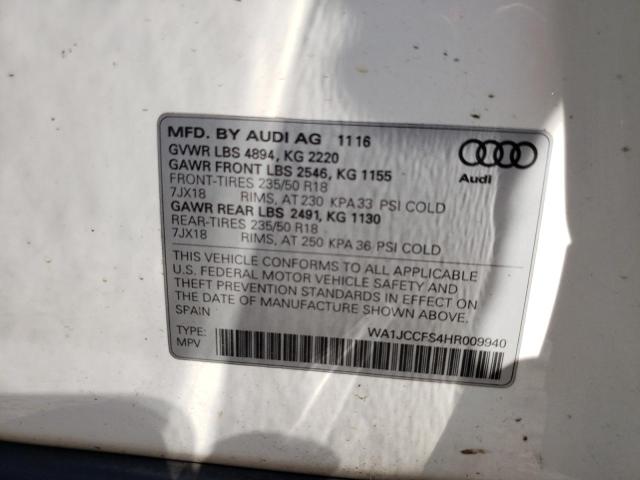 MFD. BY AUDI AG 11 16
GVWR LBS 4894, KG 2220
GAWR FRONT LBS 2546, KG 1155
FRONT-TIRES 235/50 R18
7JX18 RIMS, AT 230 KPA 33 PSI COLD
GAWR REAR LBS 2491, KG 1130
REAR-TIRES 235/50 R18
7JX18 RIMS, AT 250 KPA 36 PSI COLD
Audi
THIS VEHICLE CONFORMS TO ALL APPLICABLE
U.S. FEDERAL MOTOR VEHICLE SAFETY AND
THEFT PREVENTION STANDARDS IN EFFECT ON
THE DATE OF MANUFACTURE SHOWN ABOVE.
SPAIN
TYPE: WA1JCCFS4HR009940
MPV